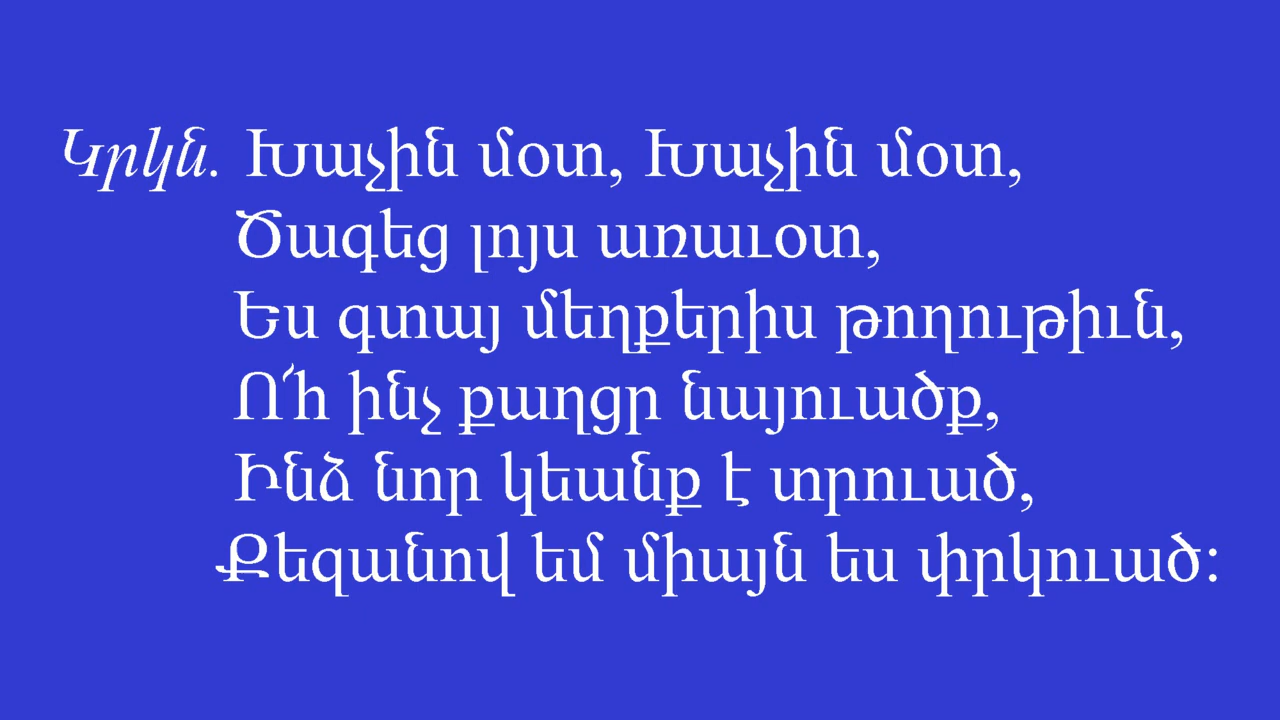 Կրկն. Խաչին մօտ, Խաչին մօտ,
Ծագեց լոյս առաւօտ,
Ես գտայ մեղքերիս թողութիւն,
Ո՛հ ինչ քաղցր նայուածք,
Ինձ նոր կեանք է տրուած,
Քեզանով եմ միայն ես փրկուած: